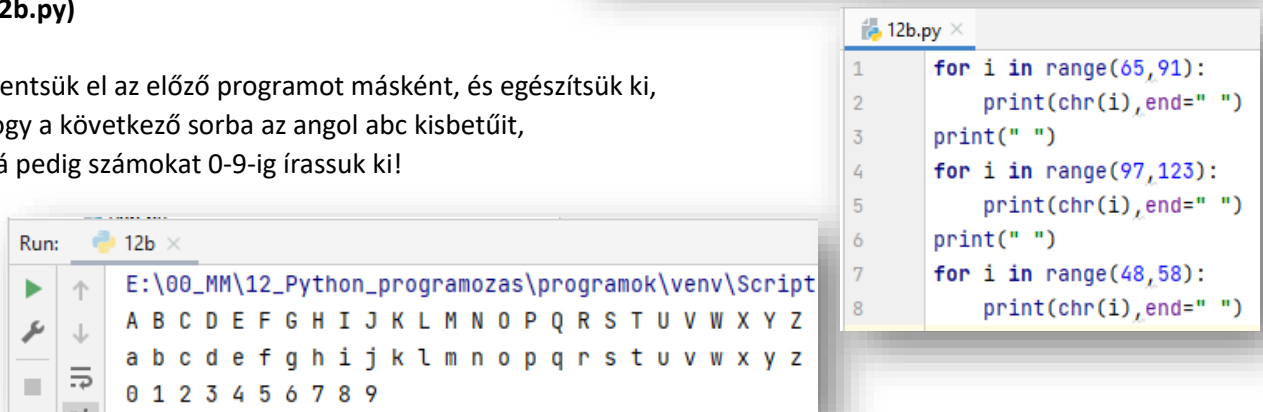 2b.py)
entsük el az előző programot másként, és egészítsük ki,
ogy a következő sorba az angol abc kisbetűit,
á pedig számokat 0-9-ig írassuk ki!
12b.py
1 for i in range(65,91):
2 print(chr(i),end=" ")
3 print(" ")
4 for i in range(97,123):
5 print(chr(i),end=" ")
6 print(" ")
7 for i in range(48,58):
8 print(chr(i),end=" ")
Run: 12b
E:\00_MM\12_Python_programozas\programok\venv\Script
A B C D E F G H I J K L M N O P Q R S T U V W X Y Z
a b c d e f g h i j k l m n o p q r s t u v w x y z
0 1 2 3 4 5 6 7 8 9